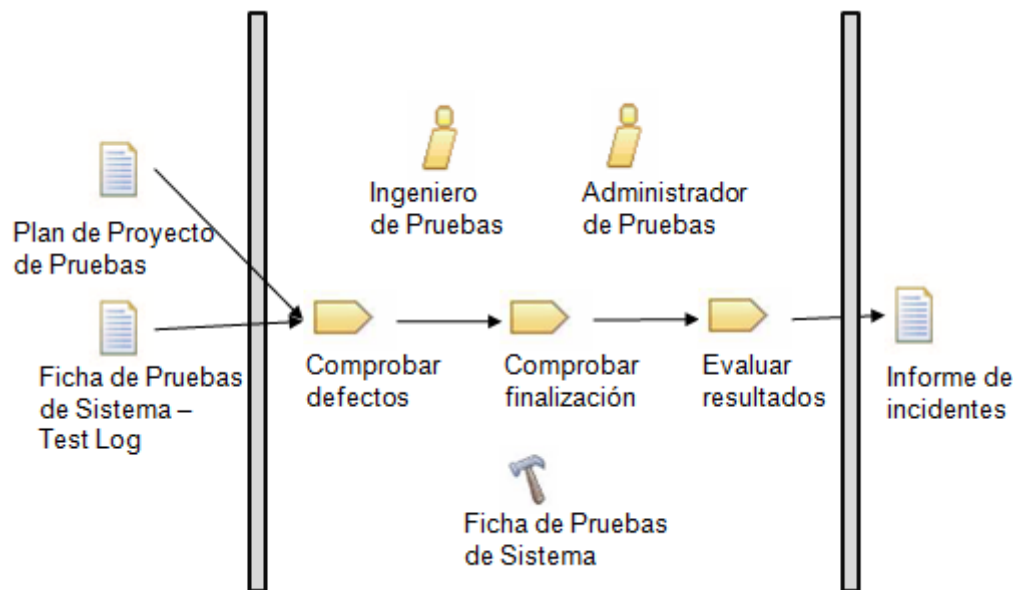 Ingeniero
de Pruebas
Administrador
de Pruebas
Plan de Proyecto
de Pruebas
Ficha de Pruebas
de Sistema –
Test Log
Comprobar
defectos
Comprobar
finalización
Evaluar
resultados
Informe de
incidentes
Ficha de Pruebas
de Sistema